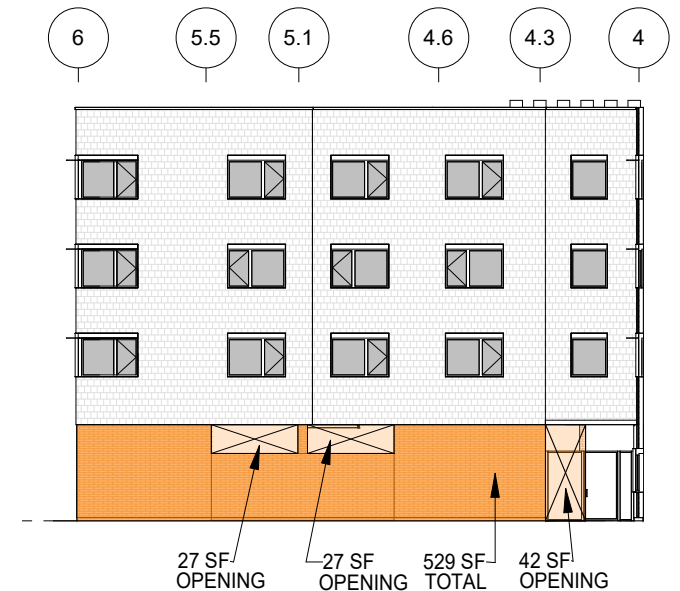 6 5.5 5.1 4.6 4.3 4
27 SF
OPENING
27 SF
OPENING
529 SF
TOTAL
42 SF
OPENING